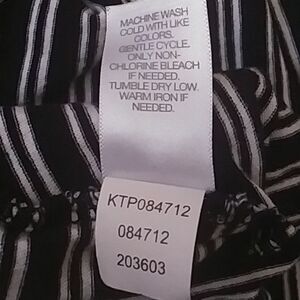 MACHINE WASH
COLD WITH LIKE
COLORS.
GENTLE CYCLE.
ONLY NON-
CHLORINE BLEACH
IF NEEDED.
TUMBLE DRY LOW.
WARM IRON IF
NEEDED.
KTP084712
084712
203603